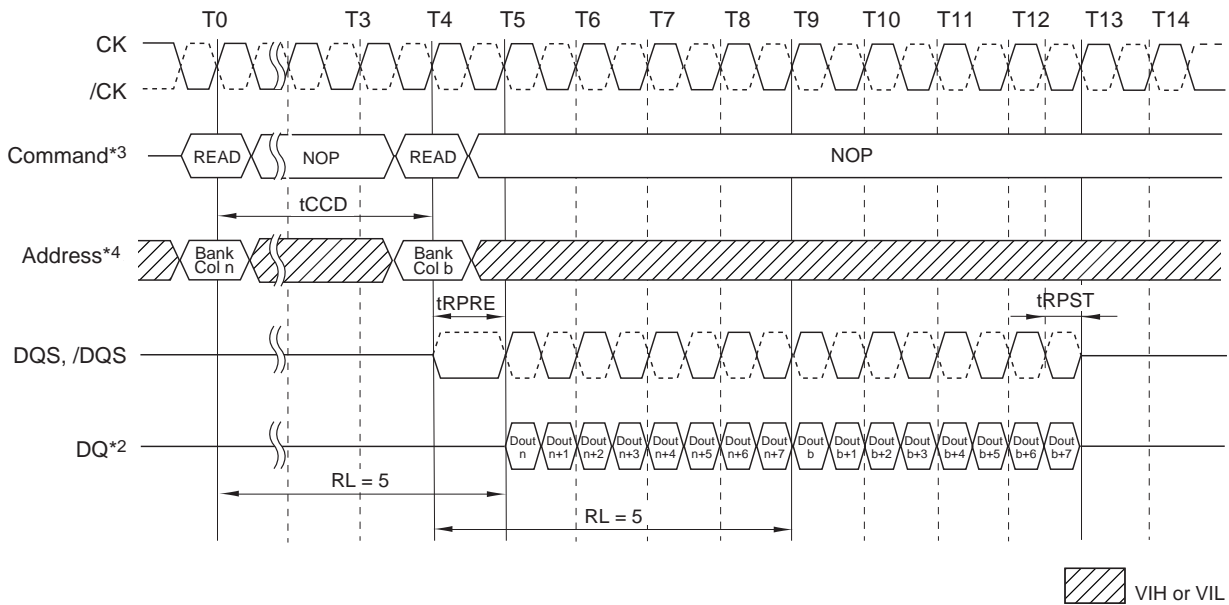 T0 T3 T4 T5 T6 T7 T8 T9 T10 T11 T12 T13 T14
CK
/CK
Command*3 READ NOP READ NOP
tCCD
Address*4 Bank Col n Bank Col b
tRPRE tRPST
DQS, /DQS
DQ*2 Dout n Dout n+1 Dout n+2 Dout n+3 Dout n+4 Dout n+5 Dout n+6 Dout n+7 Dout b Dout b+1 Dout b+2 Dout b+3 Dout b+4 Dout b+5 Dout b+6 Dout b+7
RL = 5
RL = 5
VIH or VIL